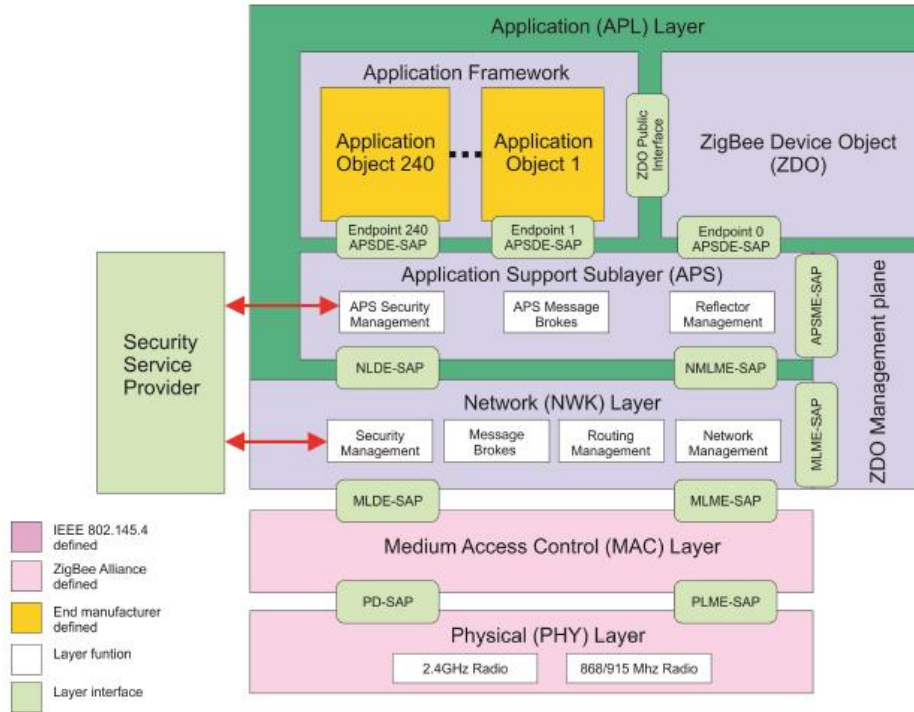 Application (APL) Layer
Application Framework
Application
Object 240
Application
Object 1
ZDO Public
Interface
ZigBee Device Object
(ZDO)
Endpoint 240
APSDE-SAP
Endpoint 1
APSDE-SAP
Endpoint 0
APSDE-SAP
Application Support Sublayer (APS)
APS Security
Management
APS Message
Brokes
Reflector
Management
APSME-SAP
Security
Service
Provider
NLDE-SAP
NMLME-SAP
Network (NWK) Layer
Security
Management
Message
Brokes
Routing
Management
Network
Management
MLME-SAP
ZDO Management plane
MLDE-SAP
MLME-SAP
Medium Access Control (MAC) Layer
PD-SAP
PLME-SAP
Physical (PHY) Layer
2.4GHz Radio
868/915 Mhz Radio
IEEE 802.145.4
defined
ZigBee Alliance
defined
End manufacturer
defined
Layer funtion
Layer interface